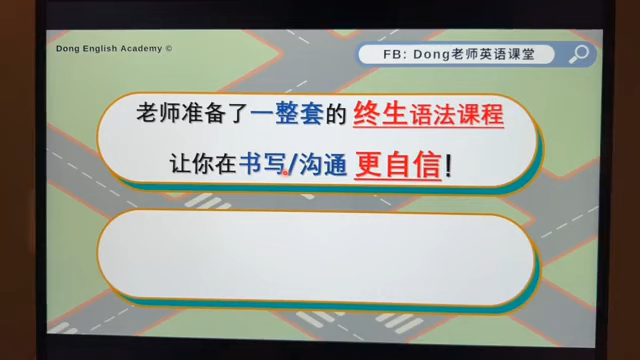 Dong English Academy ©
FB: Dong老师英语课堂
老师准备了一整套的 终生语法课程
让你在书写/沟通 更自信!